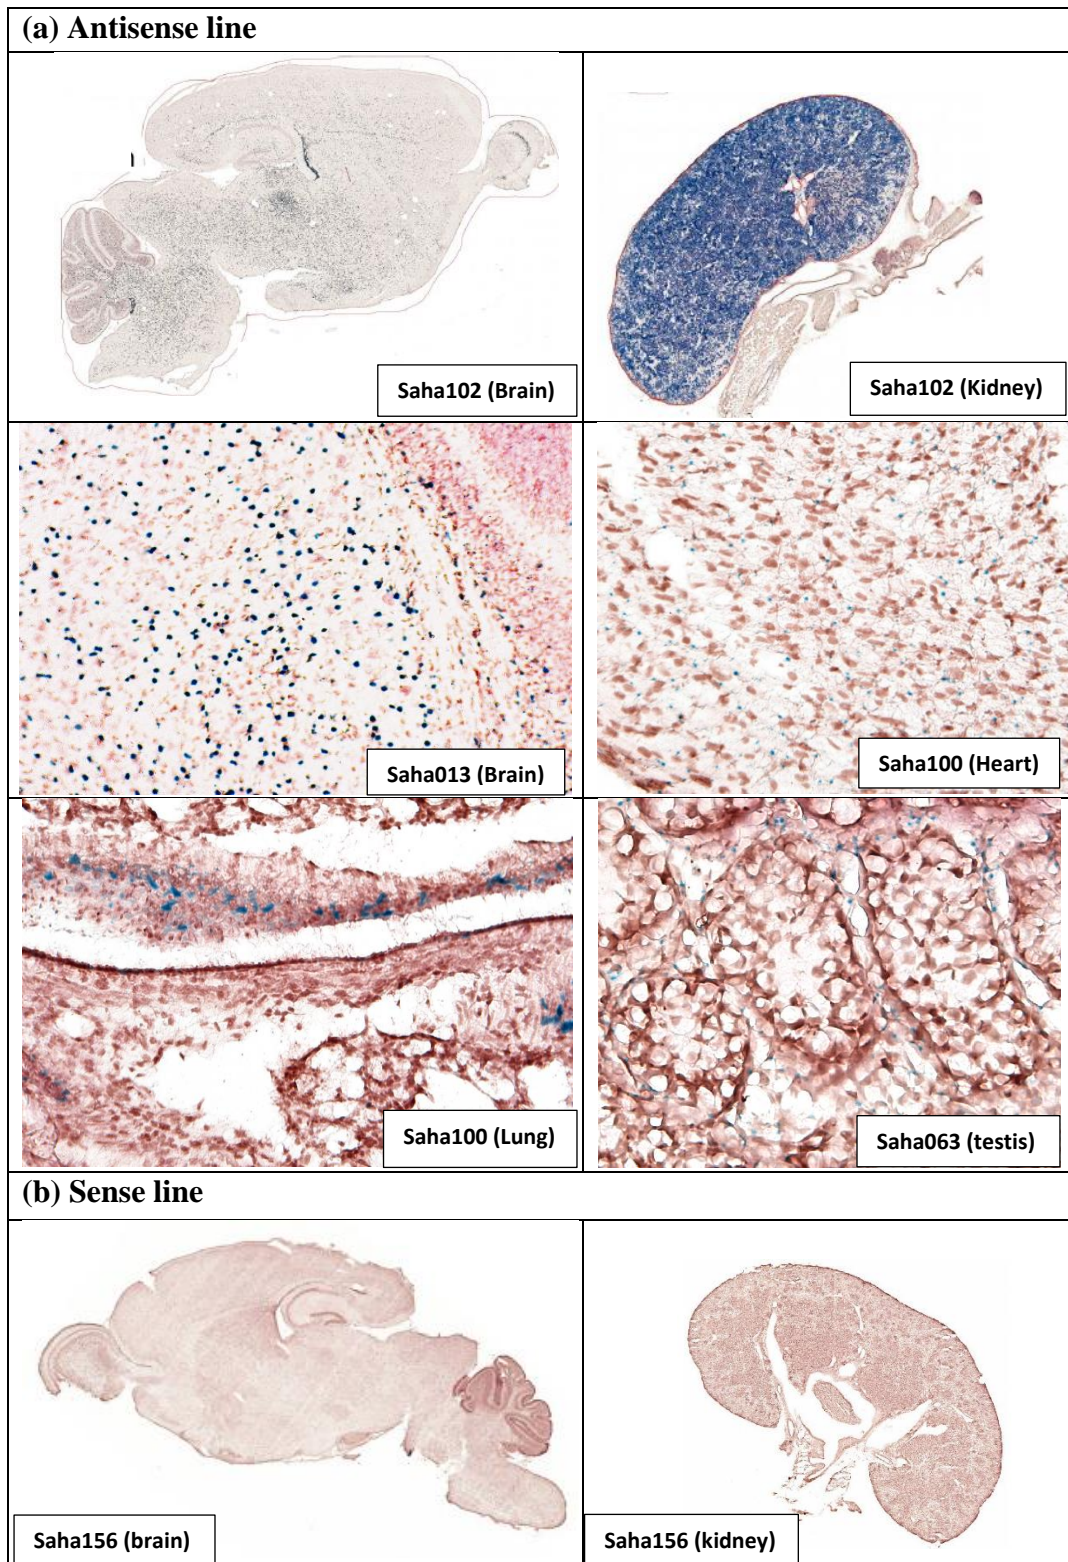 (a) Antisense line
Saha102 (Brain)
Saha102 (Kidney)
Saha013 (Brain)
Saha100 (Heart)
Saha100 (Lung)
Saha063 (testis)
(b) Sense line
Saha156 (brain)
Saha156 (kidney)